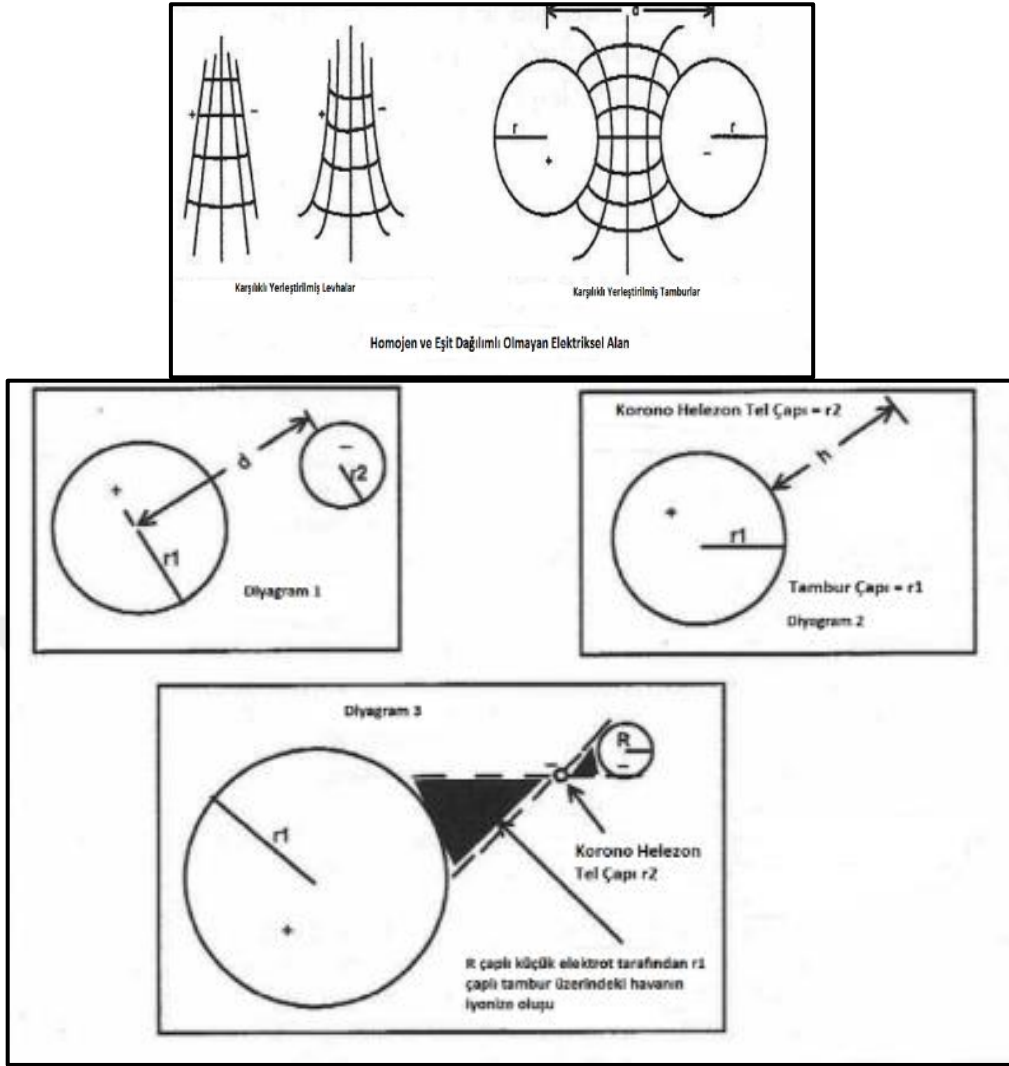 d
+ - + -
r r
+ -
Karşılıklı Yerleştirilmiş Levhalar
Karşılıklı Yerleştirilmiş Tamburlar
Homojen ve Eşit Dağılımlı Olmayan Elektriksel Alan
d
-
r2
+
r1
Diyagram 1
Korono Helezon Tel Çapı = r2
h
+
r1
Tambur Çapı = r1
Diyagram 2
Diyagram 3
R
-
-
r1
Korono Helezon
Tel Çapı r2
+
R çaplı küçük elektrot tarafından r1
çaplı tambur üzerindeki havanın
iyonize oluşu